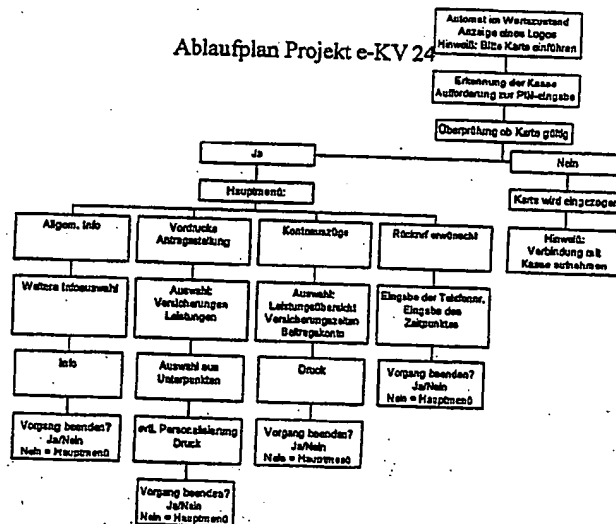 Ablaufplan Projekt e-KV 24
Automat im Wartezustand
Anzeige eines Logos
Hinweiß: Bitte Karte einführen
Erkennung der Kasse
Aufforderung zur PIN-eingabe
Überprüfung ob Karte gültig
Ja
Nein
Hauptmenü:
Karte wird eingezogen
Hinweiß:
Verbindung mit
Kasse aufnehmen
Allgem. Info
Vordrucke
Antragsstellung
Kontoauszüge
Rückruf erwünscht
Weitere Infoauswahl
Auswahl:
Versicherungen
Leistungen
Auswahl:
Leistungsübersicht
Versicherungszeiten
Beitragskonto
Eingabe der Telefonnr.
Eingabe des
Zeitpunktes
Info
Auswahl aus
Unterpunkten
Druck
Vorgang beenden?
Ja/Nein
Nein = Hauptmenü
Vorgang beenden?
Ja/Nein
Nein = Hauptmenü
evtl. Personalisierung
Druck
Vorgang beenden?
Ja/Nein
Nein = Hauptmenü
Vorgang beenden?
Ja/Nein
Nein = Hauptmenü